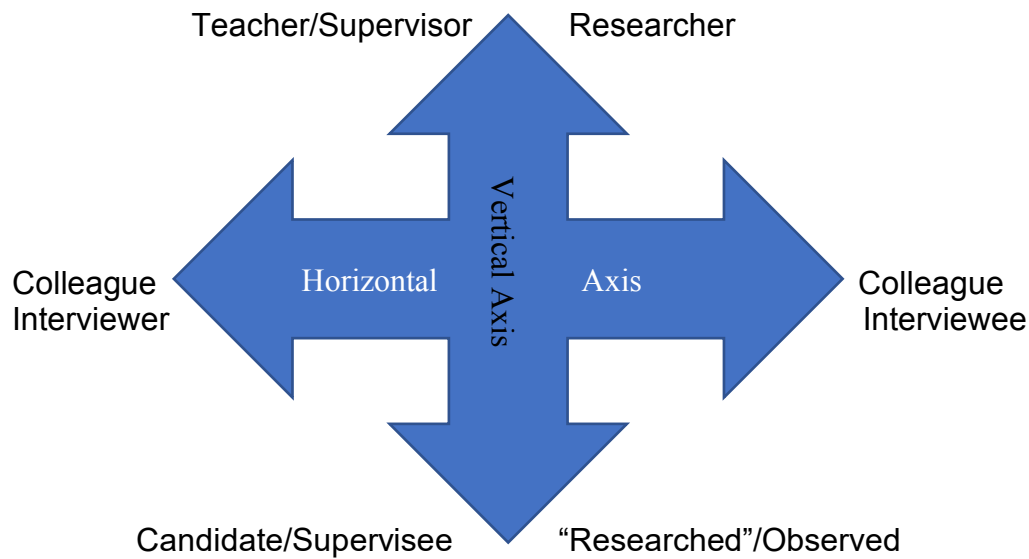 Teacher/Supervisor Researcher
Vertical Axis
Horizontal Axis
Colleague Colleague
Interviewer Interviewee
Candidate/Supervisee “Researched”/Observed